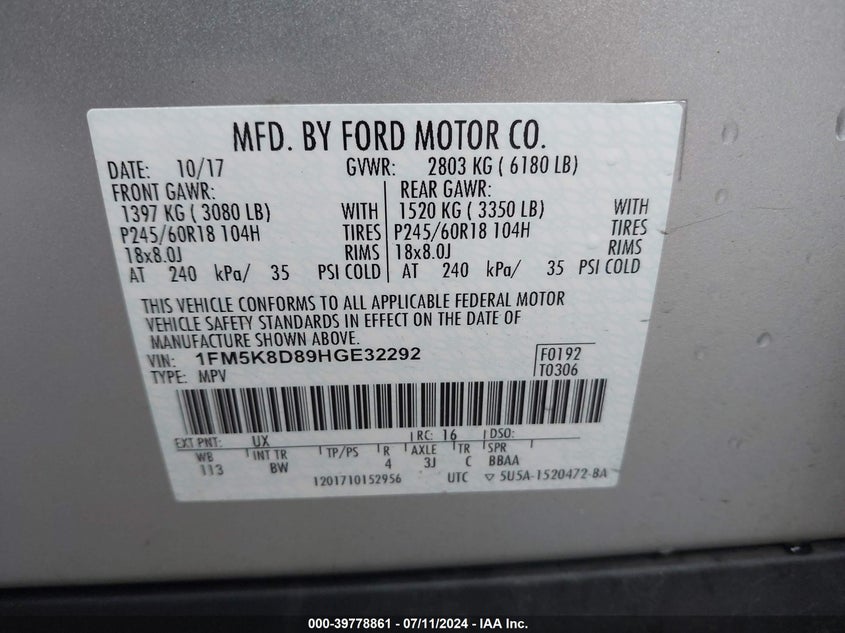 MFD. BY FORD MOTOR CO.
DATE: 10/17 GVWR: 2803 KG ( 6180 LB)
FRONT GAWR: REAR GAWR:
1397 KG ( 3080 LB) WITH 1520 KG ( 3350 LB) WITH
P245/60R18 104H TIRES P245/60R18 104H TIRES
18x8.0J RIMS 18x8.0J RIMS
AT 240 kPa/ 35 PSI COLD AT 240 kPa/ 35 PSI COLD
THIS VEHICLE CONFORMS TO ALL APPLICABLE FEDERAL MOTOR
VEHICLE SAFETY STANDARDS IN EFFECT ON THE DATE OF
MANUFACTURE SHOWN ABOVE.
VIN: 1FM5K8D89HGE32292 F0192
TYPE: MPV T0306
EXT PNT: UX RC: 16 DSO:
WB INT TR TP/PS R AXLE TR SPR
113 BW 4 3J C BBAA
1201710152956 UTC ▽ 5U5A-1520472-BA
000-39778861 - 07/11/2024 - IAA Inc.